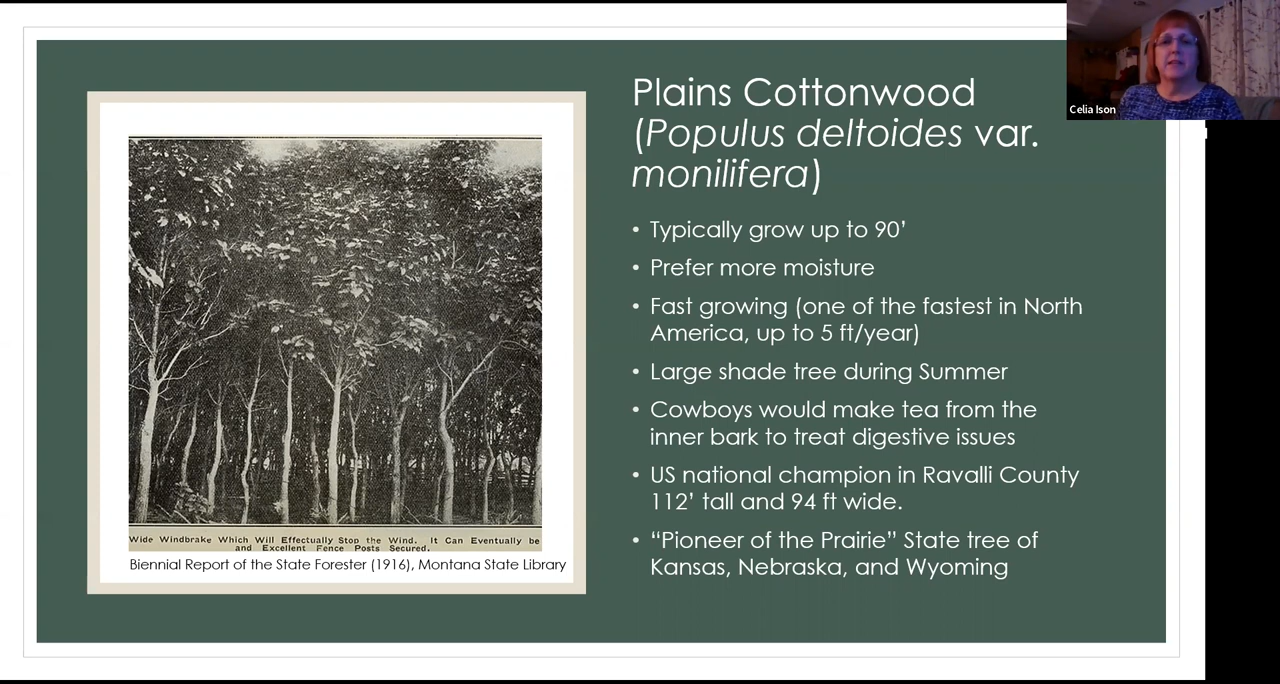 Plains Cottonwood
(Populus deltoides var.
monilifera)
• Typically grow up to 90’
• Prefer more moisture
• Fast growing (one of the fastest in North
America, up to 5 ft/year)
• Large shade tree during Summer
• Cowboys would make tea from the
inner bark to treat digestive issues
• US national champion in Ravalli County
112’ tall and 94 ft wide.
• “Pioneer of the Prairie” State tree of
Kansas, Nebraska, and Wyoming
Wide Windbrake Which Will Effectually Stop the Wind. It Can Eventually be
and Excellent Fence Posts Secured.
Biennial Report of the State Forester (1916), Montana State Library
Celia Ison